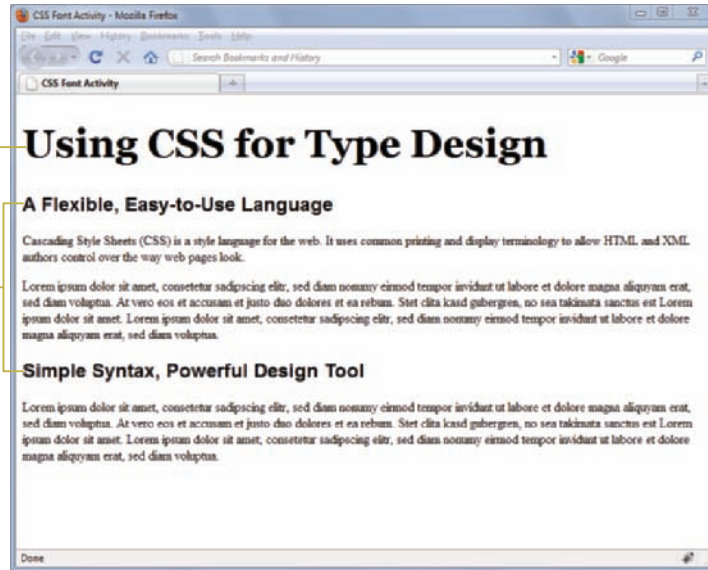 CSS Font Activity - Mozilla Firefox
File Edit View History Bookmarks Tools Help
Search Bookmarks and History
Google
CSS Font Activity
Using CSS for Type Design
A Flexible, Easy-to-Use Language
Cascading Style Sheets (CSS) is a style language for the web. It uses common printing and display terminology to allow HTML and XML
authors control over the way web pages look.
Lorem ipsum dolor sit amet, consetetur sadipscing elitr, sed diam nonumy eirmod tempor invidunt ut labore et dolore magna aliquyam erat,
sed diam voluptua. At vero eos et accusam et justo duo dolores et ea rebum. Stet clita kasd gubergren, no sea takimata sanctus est Lorem
ipsum dolor sit amet. Lorem ipsum dolor sit amet, consetetur sadipscing elitr, sed diam nonumy eirmod tempor invidunt ut labore et dolore
magna aliquyam erat, sed diam voluptua.
Simple Syntax, Powerful Design Tool
Lorem ipsum dolor sit amet, consetetur sadipscing elitr, sed diam nonumy eirmod tempor invidunt ut labore et dolore magna aliquyam erat,
sed diam voluptua. At vero eos et accusam et justo duo dolores et ea rebum. Stet clita kasd gubergren, no sea takimata sanctus est Lorem
ipsum dolor sit amet. Lorem ipsum dolor sit amet, consetetur sadipscing elitr, sed diam nonumy eirmod tempor invidunt ut labore et dolore
magna aliquyam erat, sed diam voluptua.
Done